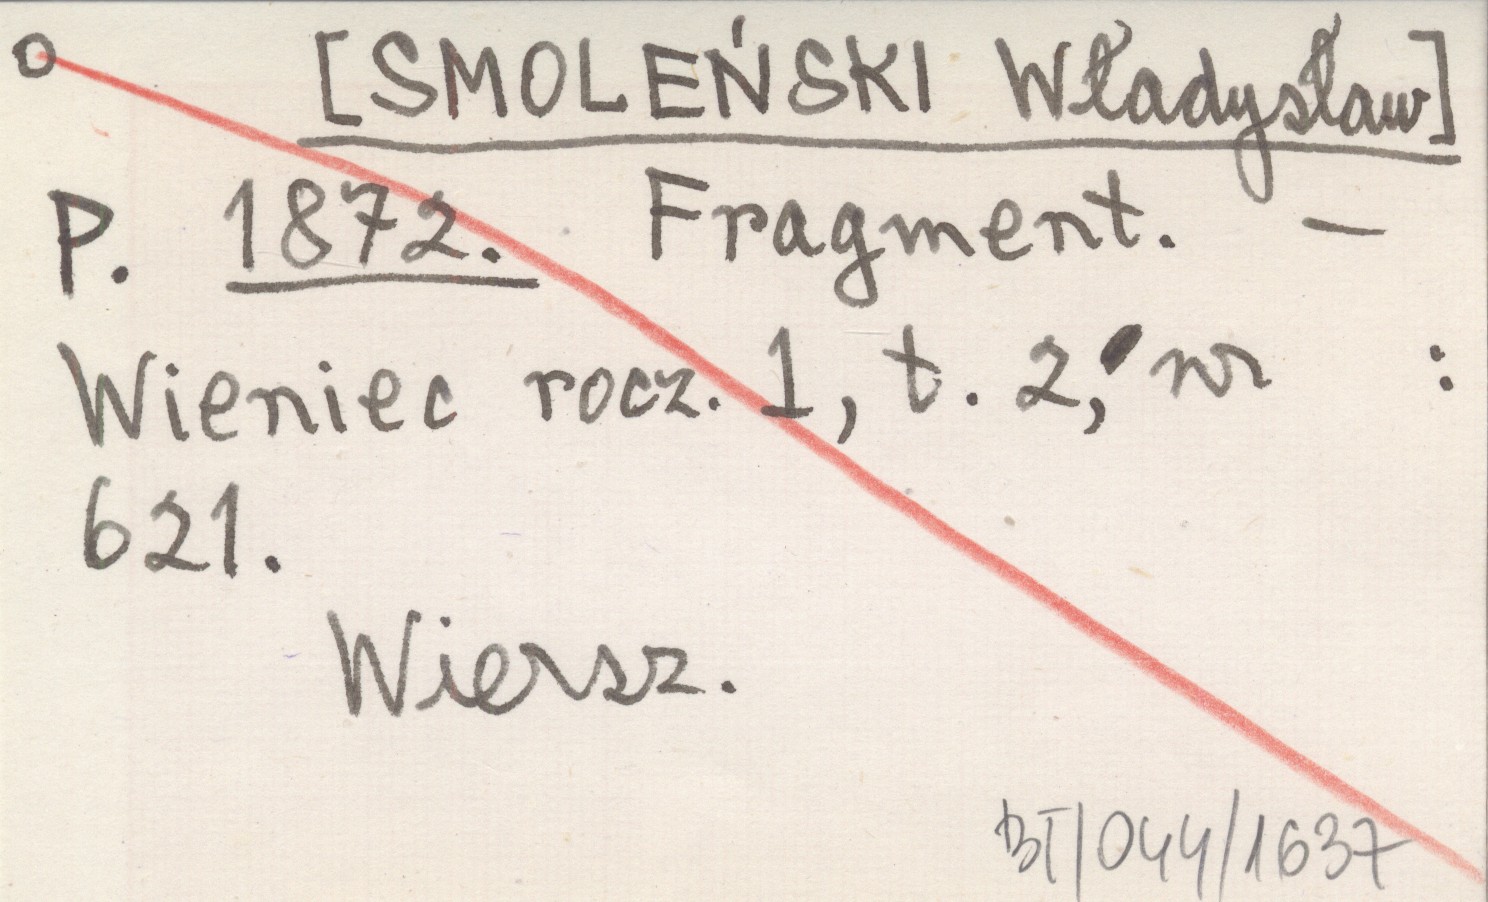 O [SMOLEŃSKI Władysław]
P. 1872. Fragment. —
Wieniec rocz. 1, t. 2, nr :
621.
Wiersz.
BT/044/1637